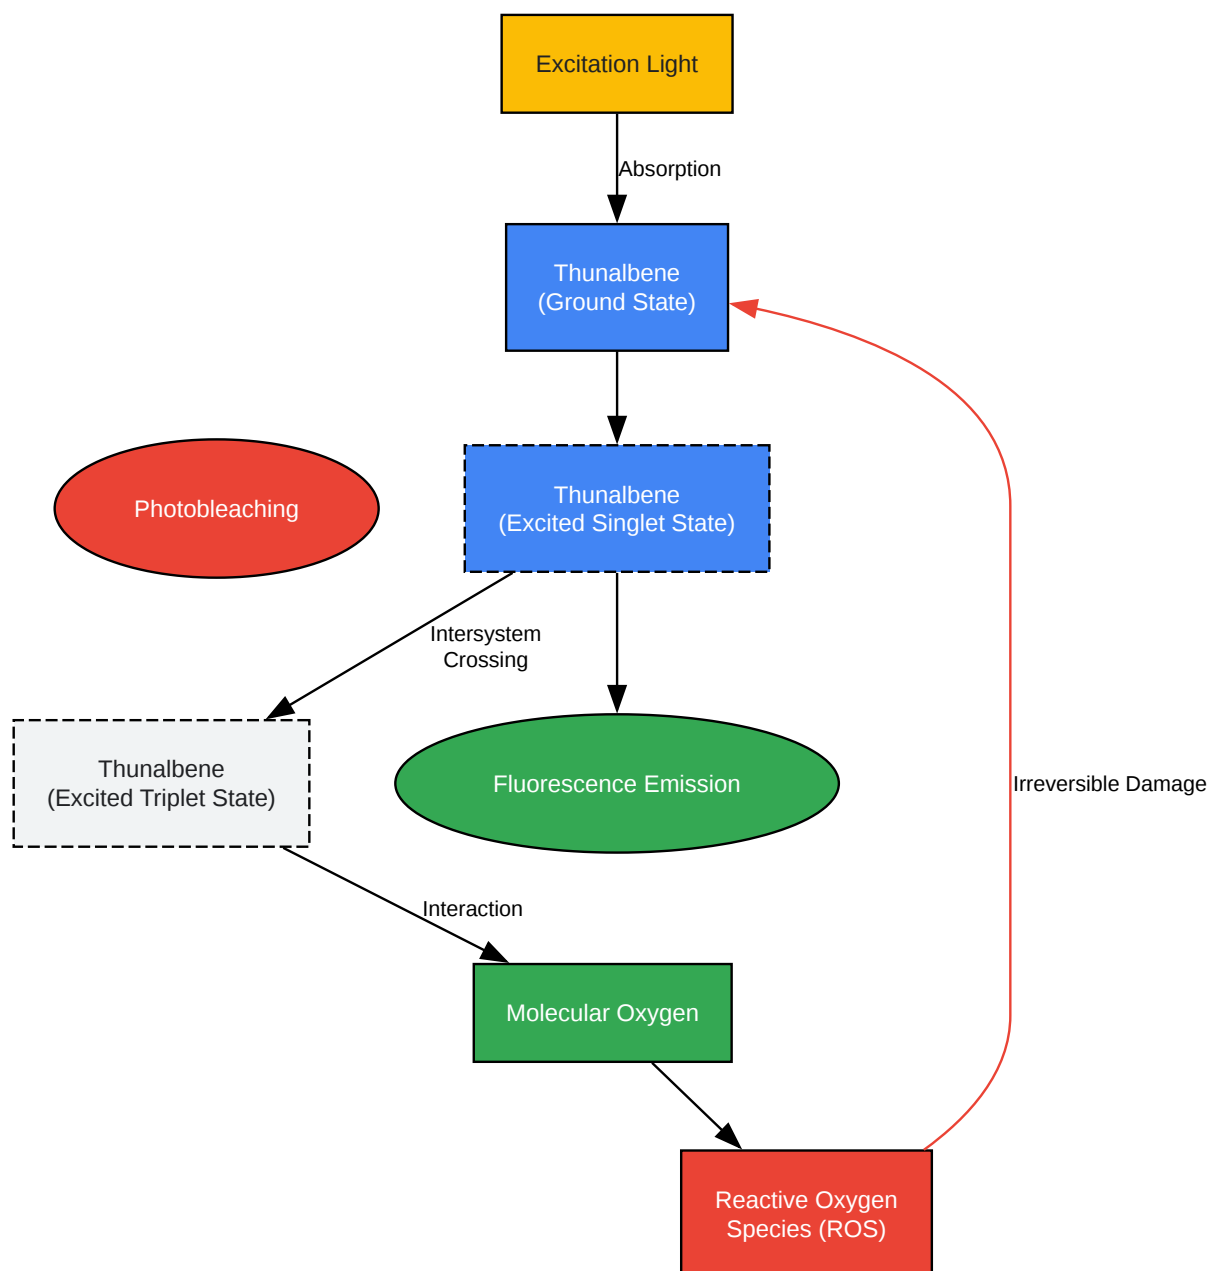 Excitation Light
Absorption
Thunalbene
(Ground State)
Photobleaching
Thunalbene
(Excited Singlet State)
Intersystem
Crossing
Thunalbene
(Excited Triplet State)
Fluorescence Emission
Irreversible Damage
Interaction
Molecular Oxygen
Reactive Oxygen
Species (ROS)